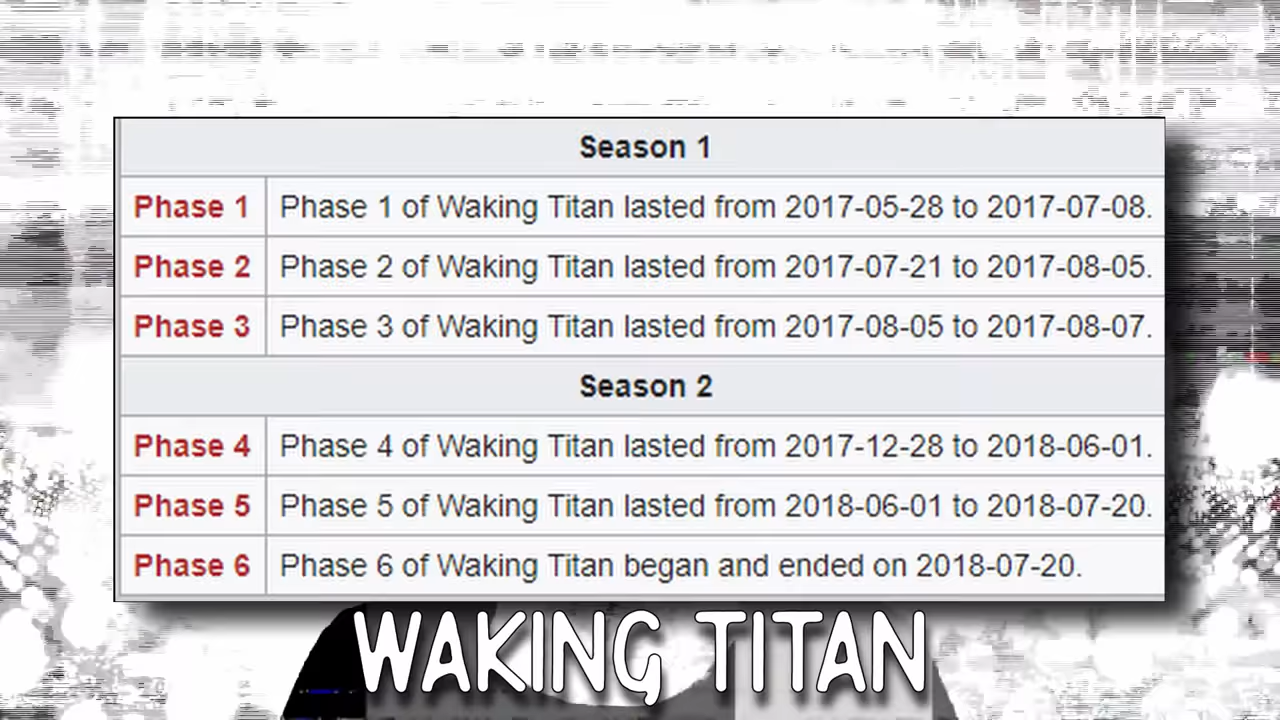 Season 1
Phase 1 Phase 1 of Waking Titan lasted from 2017-05-28 to 2017-07-08.
Phase 2 Phase 2 of Waking Titan lasted from 2017-07-21 to 2017-08-05.
Phase 3 Phase 3 of Waking Titan lasted from 2017-08-05 to 2017-08-07.
Season 2
Phase 4 Phase 4 of Waking Titan lasted from 2017-12-28 to 2018-06-01.
Phase 5 Phase 5 of Waking Titan lasted from 2018-06-01 to 2018-07-20.
Phase 6 Phase 6 of Waking Titan began and ended on 2018-07-20.
WAKING TITAN